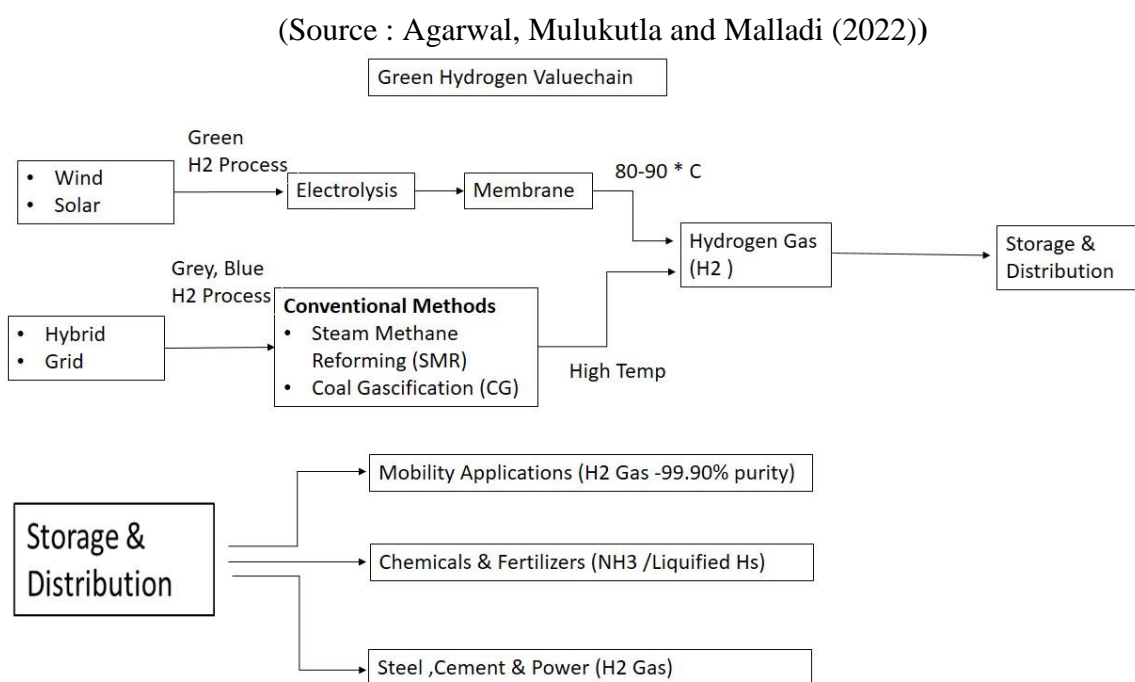 (Source : Agarwal, Mulukutla and Malladi (2022))
Green Hydrogen Valuechain
Green
H2 Process
• Wind
• Solar
Electrolysis
Membrane
80-90 * C
Hydrogen Gas
(H2 )
Storage &
Distribution
Grey, Blue
H2 Process
• Hybrid
• Grid
Conventional Methods
• Steam Methane
Reforming (SMR)
• Coal Gascification (CG)
High Temp
Storage &
Distribution
Mobility Applications (H2 Gas -99.90% purity)
Chemicals & Fertilizers (NH3 /Liquified Hs)
Steel ,Cement & Power (H2 Gas)